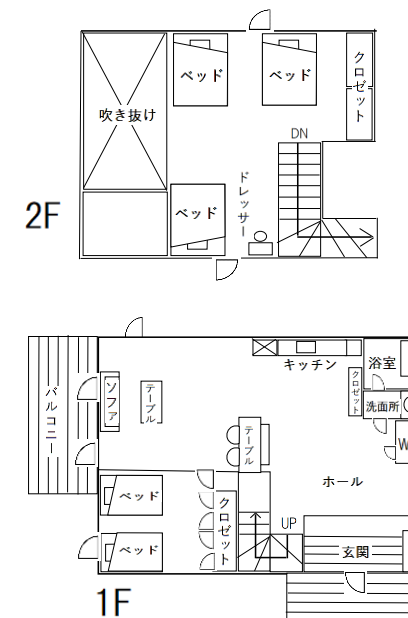 ベッド
ベッド
クロゼット
吹き抜け
DN
ドレッサー
ベッド
2F
キッチン
浴室
クロゼット
ソファ
テーブル
洗面所
バルコニー
テーブル
W
ホール
ベッド
クロゼット
UP
ベッド
玄関
1F